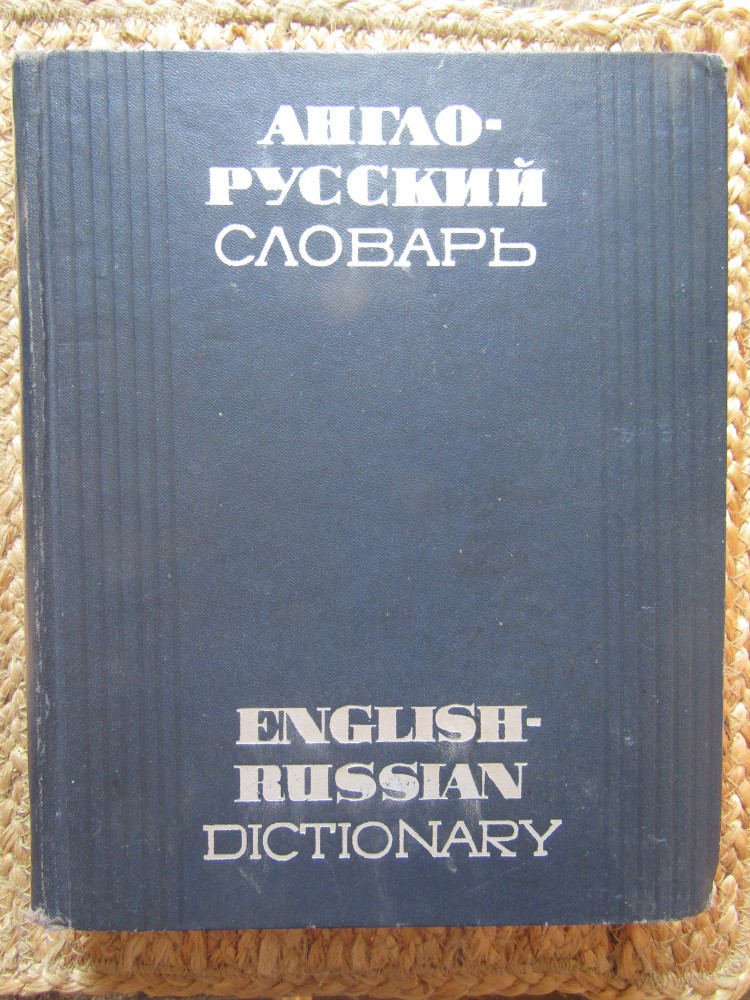 АНГЛО-
РУССКИЙ
СЛОВАРЬ
ENGLISH-
RUSSIAN
DICTIONARY